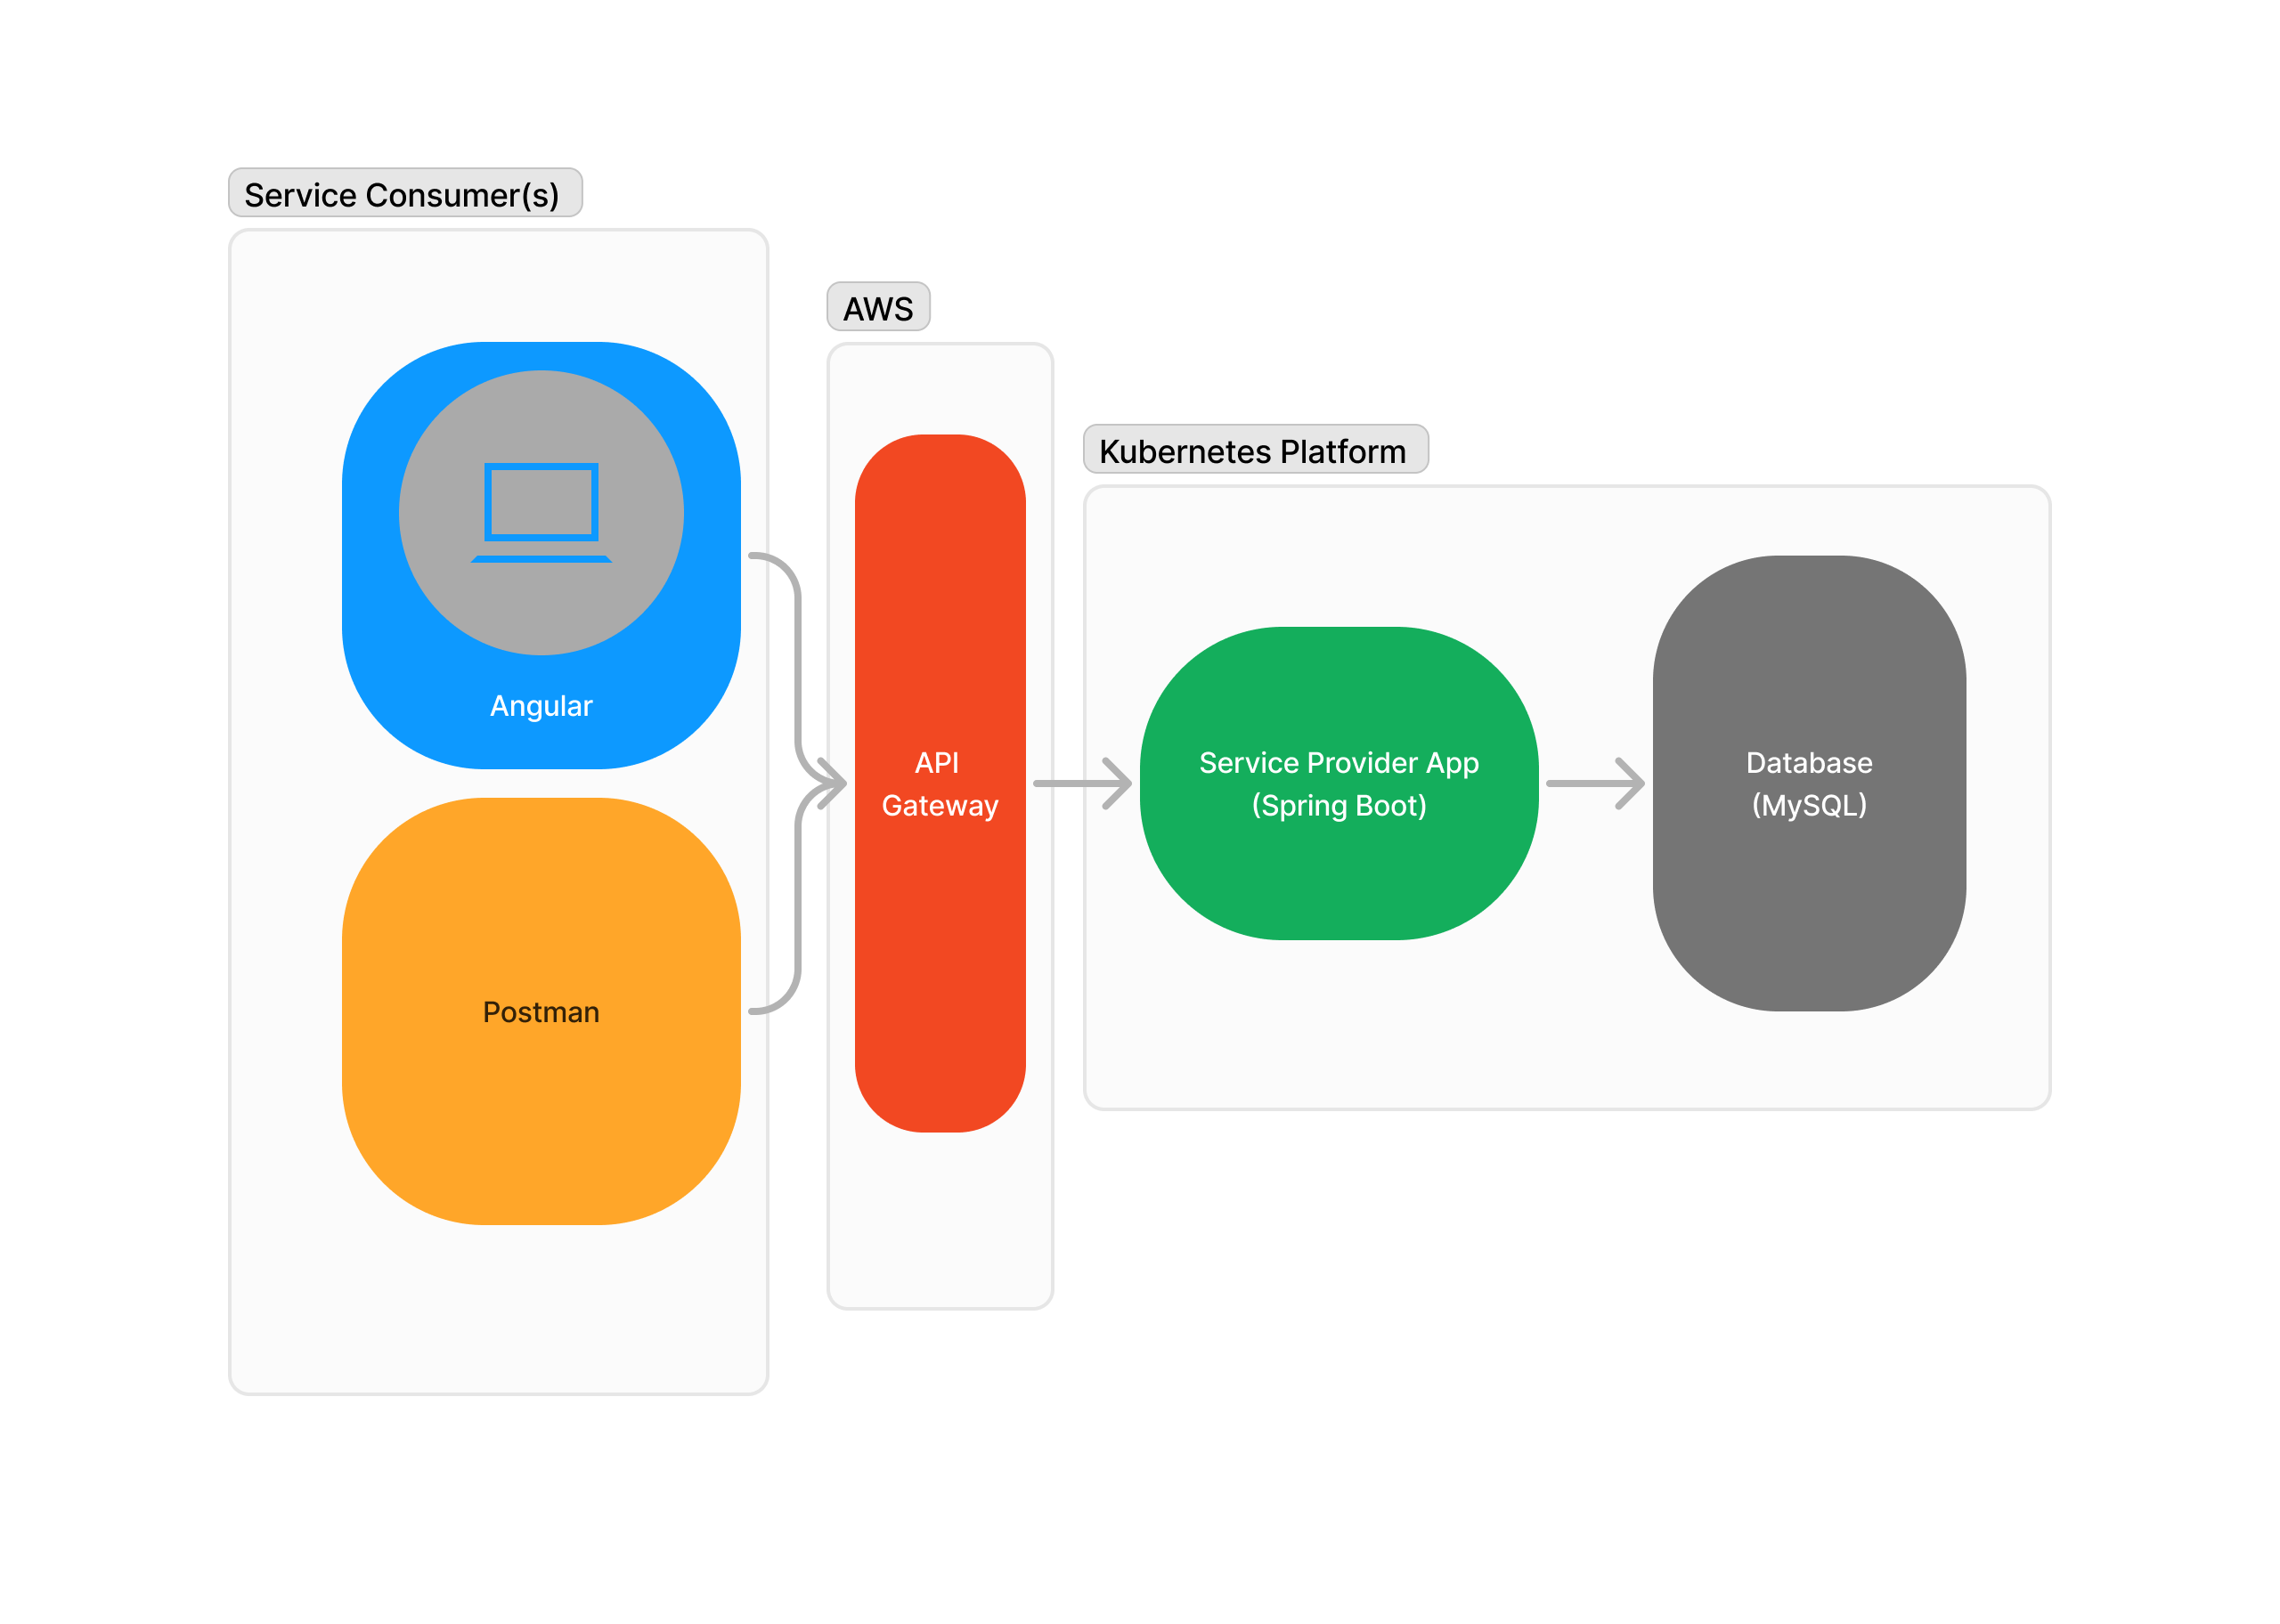 Service Consumer(s)
AWS
Kubernetes Platform
Angular
Postman
API
Gateway
Service Provider App
(Spring Boot)
Database
(MySQL)